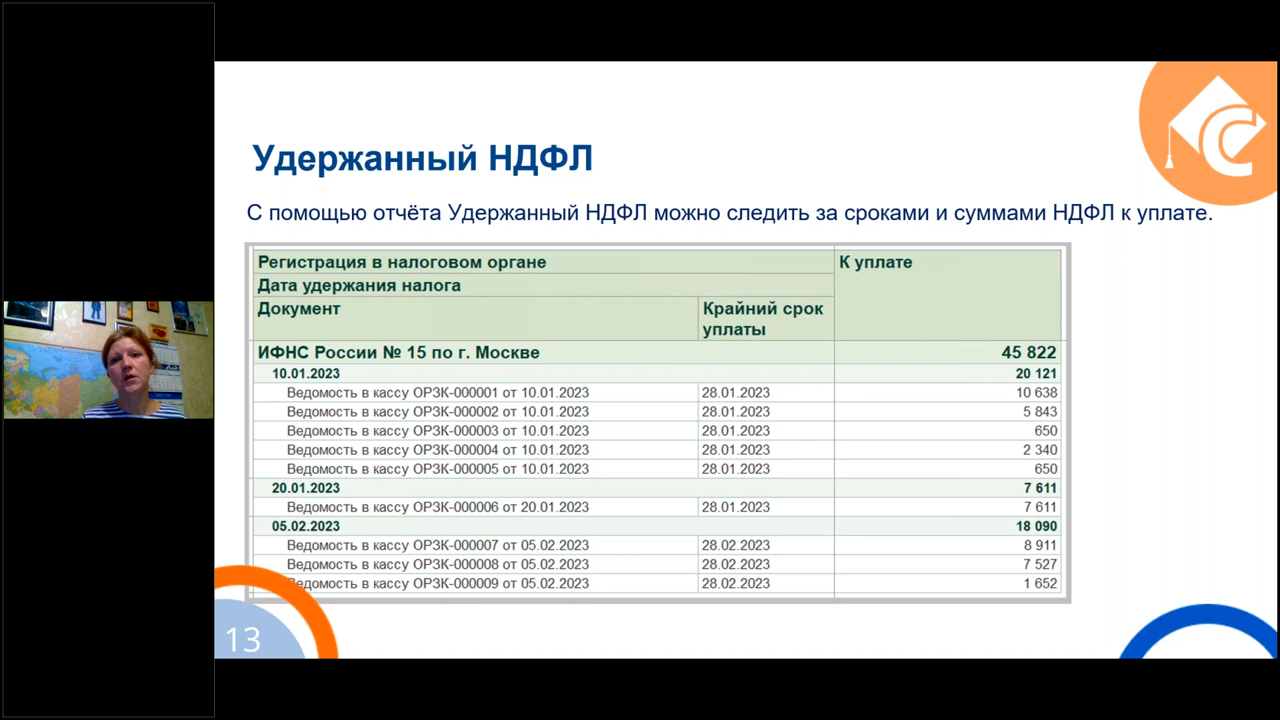 Удержанный НДФЛ
С помощью отчёта Удержанный НДФЛ можно следить за сроками и суммами НДФЛ к уплате.
Регистрация в налоговом органе К уплате
Дата удержания налога
Документ Крайний срок
уплаты
ИФНС России № 15 по г. Москве 45 822
10.01.2023 20 121
Ведомость в кассу ОРЗК-000001 от 10.01.2023 28.01.2023 10 638
Ведомость в кассу ОРЗК-000002 от 10.01.2023 28.01.2023 5 843
Ведомость в кассу ОРЗК-000003 от 10.01.2023 28.01.2023 650
Ведомость в кассу ОРЗК-000004 от 10.01.2023 28.01.2023 2 340
Ведомость в кассу ОРЗК-000005 от 10.01.2023 28.01.2023 650
20.01.2023 7 611
Ведомость в кассу ОРЗК-000006 от 20.01.2023 28.01.2023 7 611
05.02.2023 18 090
Ведомость в кассу ОРЗК-000007 от 05.02.2023 28.02.2023 8 911
Ведомость в кассу ОРЗК-000008 от 05.02.2023 28.02.2023 7 527
Ведомость в кассу ОРЗК-000009 от 05.02.2023 28.02.2023 1 652
13